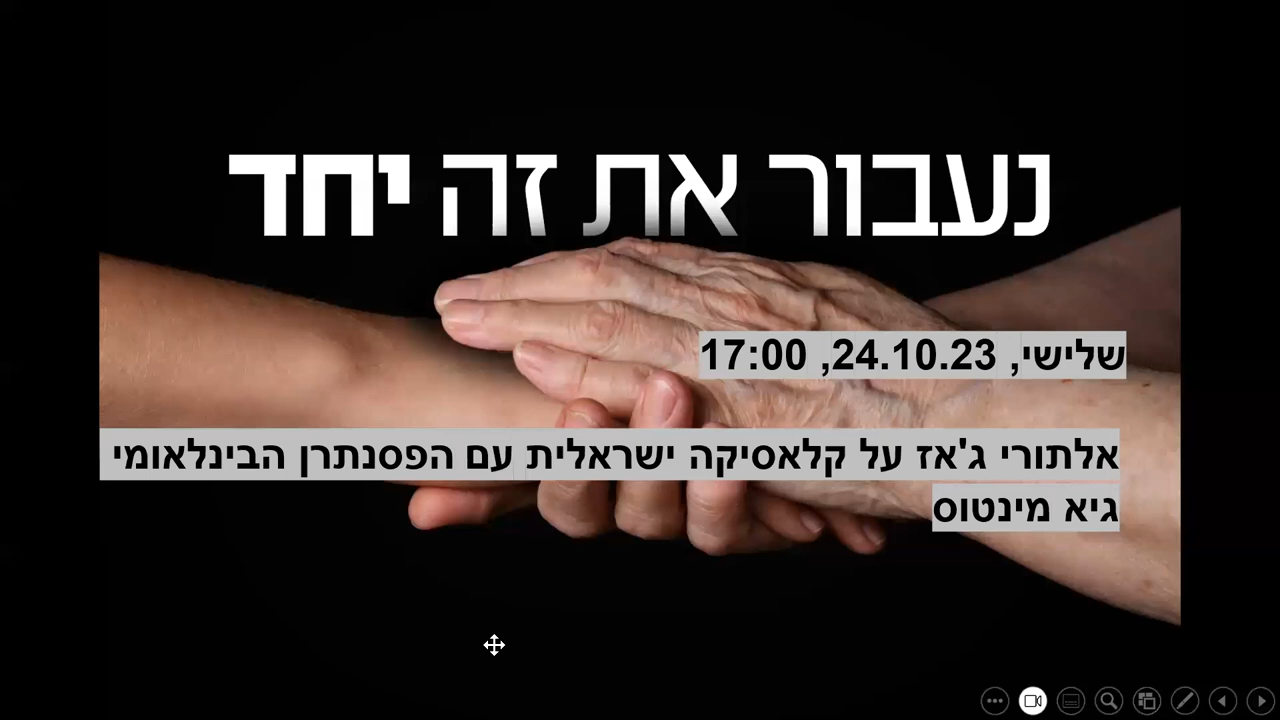 נעבור את זה יחד
שלישי, 24.10.23, 17:00
אלתורי ג'אז על קלאסיקה ישראלית עם הפסנתרן הבינלאומי
גיא מינטוס